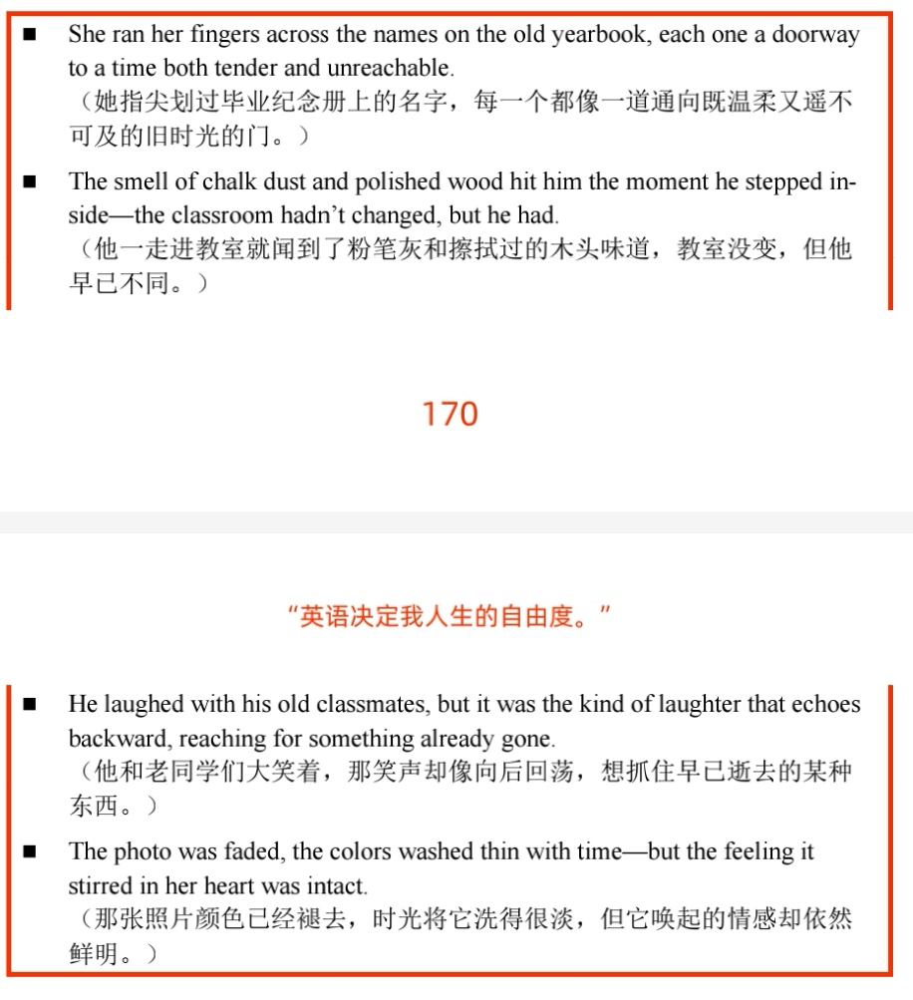 ■ She ran her fingers across the names on the old yearbook, each one a doorway
to a time both tender and unreachable.
（她指尖划过毕业纪念册上的名字，每一个都像一道通向既温柔又遥不
可及的旧时光的门。）
■ The smell of chalk dust and polished wood hit him the moment he stepped in-
side—the classroom hadn’t changed, but he had.
（他一走进教室就闻到了粉笔灰和擦拭过的木头味道，教室没变，但他
早已不同。）
170
“英语决定我人生的自由度。”
■ He laughed with his old classmates, but it was the kind of laughter that echoes
backward, reaching for something already gone.
（他和老同学们大笑着，那笑声却像向后回荡，想抓住早已逝去的某种
东西。）
■ The photo was faded, the colors washed thin with time—but the feeling it
stirred in her heart was intact.
（那张照片颜色已经褪去，时光将它洗得很淡，但它唤起的情感却依然
鲜明。）